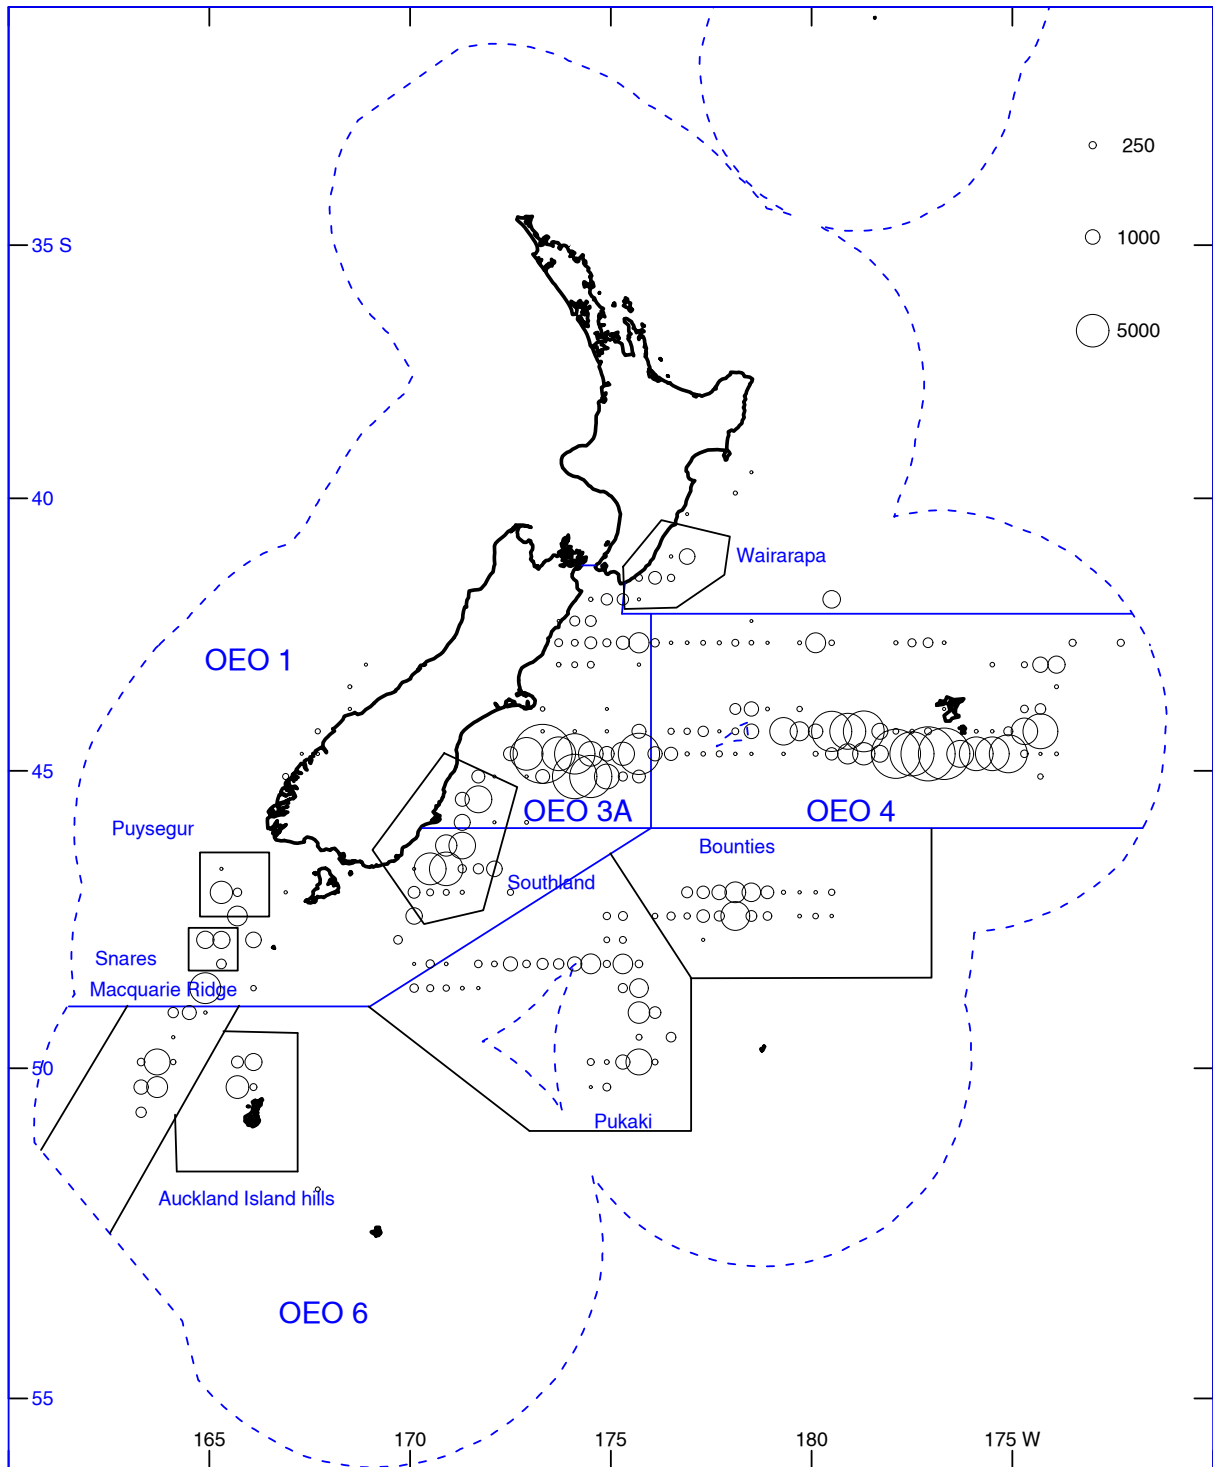 250
35 S
1000
5000
40
Wairarapa
OEO 1
45
OEO 3A
OEO 4
Puysegur
Bounties
Southland
Snares
Macquarie Ridge
50
Pukaki
Auckland Island hills
OEO 6
55
165
170
175
180
175 W